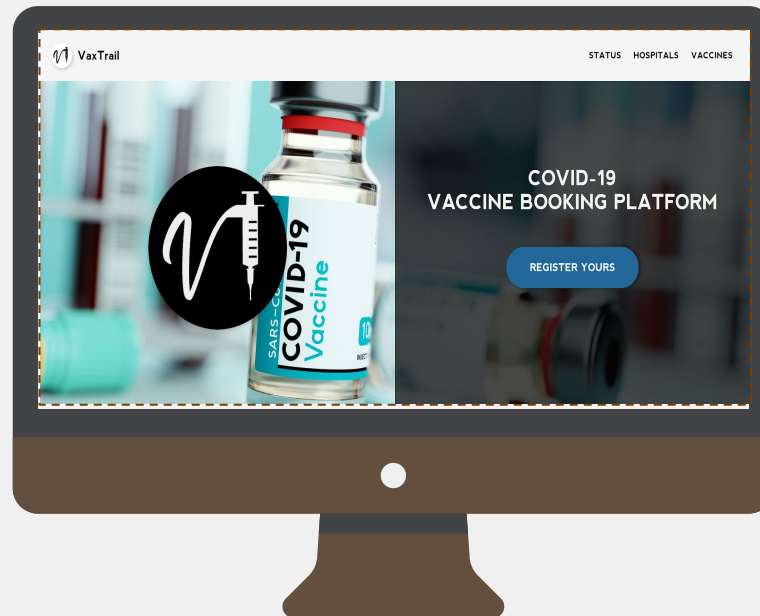 VaxTrail
STATUS HOSPITALS VACCINES
COVID-19
VACCINE BOOKING PLATFORM
REGISTER YOURS
COVID-19
Vaccine